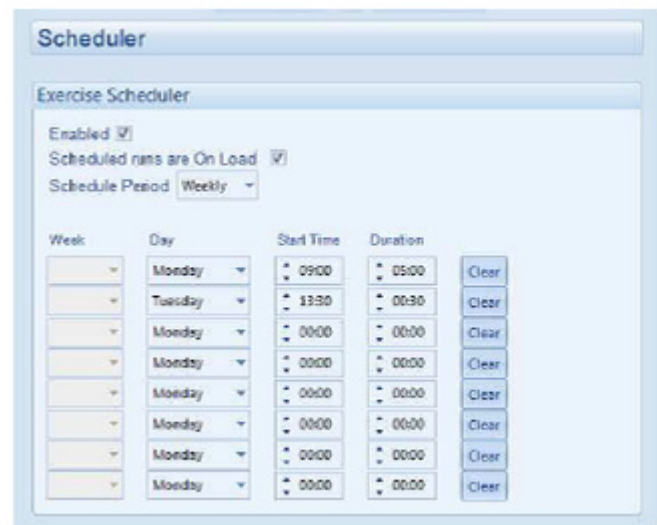 Scheduler
Exercise Scheduler
Enabled
Scheduled runs are On Load
Schedule Period Weekly
Week Day Start Time Duration
Monday 09:00 05:00 Clear
Tuesday 13:30 00:30 Clear
Monday 00:00 00:00 Clear
Monday 00:00 00:00 Clear
Monday 00:00 00:00 Clear
Monday 00:00 00:00 Clear
Monday 00:00 00:00 Clear
Monday 00:00 00:00 Clear